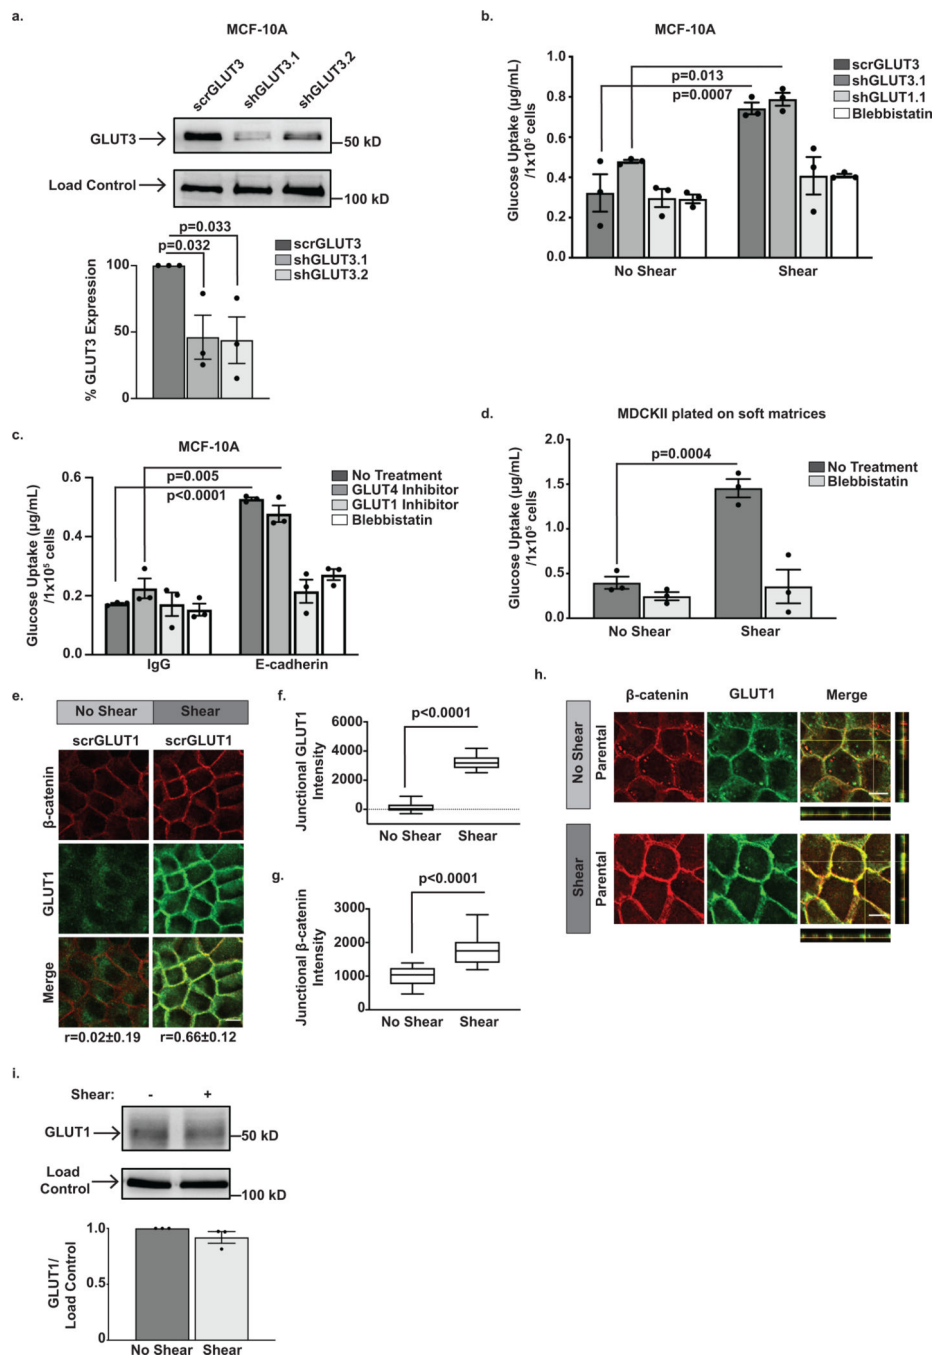 a.
MCF-10A
scrGLUT3
shGLUT3.1
shGLUT3.2
GLUT3
50 kD
Load Control
100 kD
p=0.033
p=0.032
scrGLUT3
shGLUT3.1
shGLUT3.2
% GLUT3 Expression
100
50
0
b.
MCF-10A
scrGLUT3
shGLUT3.1
shGLUT1.1
Blebbistatin
p=0.013
p=0.0007
Glucose Uptake (µg/mL)
/1x10⁵ cells
0.8
0.6
0.4
0.2
0.0
No Shear
Shear
c.
MCF-10A
No Treatment
GLUT4 Inhibitor
GLUT1 Inhibitor
Blebbistatin
p=0.005
p<0.0001
Glucose Uptake (µg/mL)
/1x10⁵ cells
0.6
0.4
0.2
0.0
IgG
E-cadherin
d.
MDCKII plated on soft matrices
p=0.0004
No Treatment
Blebbistatin
Glucose Uptake (µg/mL)
/1x10⁵ cells
2.0
1.5
1.0
0.5
0.0
No Shear
Shear
e.
No Shear
Shear
scrGLUT1
scrGLUT1
β-catenin
GLUT1
Merge
r=0.02±0.19
r=0.66±0.12
f.
p<0.0001
Junctional GLUT1
Intensity
6000
4000
2000
0
No Shear
Shear
g.
p<0.0001
Junctional β-catenin
Intensity
3000
2000
1000
0
No Shear
Shear
h.
β-catenin
GLUT1
Merge
No Shear
Parental
Shear
Parental
i.
Shear:
-
+
GLUT1
50 kD
Load
Control
100 kD
GLUT1/
Load Control
1.0
0.5
0
No Shear
Shear